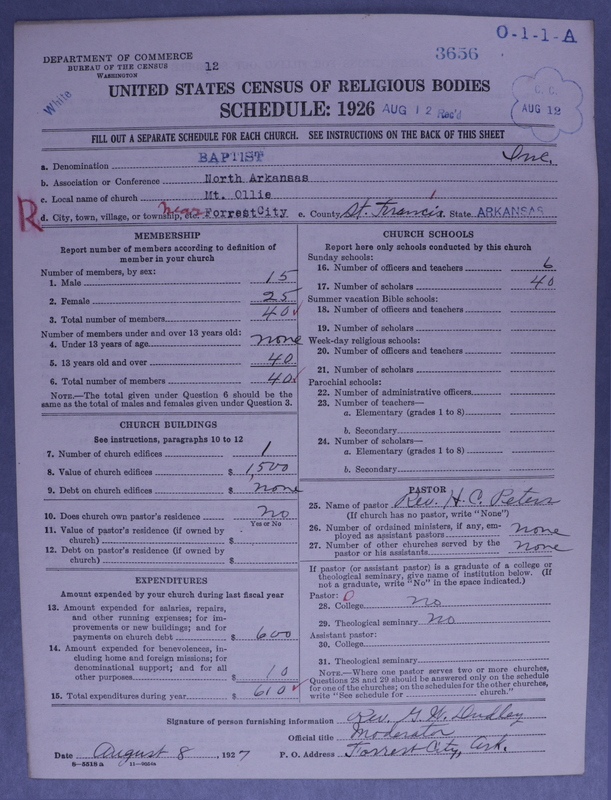 O-1-1-A
3656
DEPARTMENT OF COMMERCE
BUREAU OF THE CENSUS
WASHINGTON
12
White
UNITED STATES CENSUS OF RELIGIOUS BODIES
SCHEDULE: 1926
AUG 12 Rec'd
C. C.
AUG 12
FILL OUT A SEPARATE SCHEDULE FOR EACH CHURCH. SEE INSTRUCTIONS ON THE BACK OF THIS SHEET
a. Denomination BAPTIST Inc.
b. Association or Conference North Arkansas
c. Local name of church Mt. Ollie
R
d. City, town, village, or township, etc. near Forrest City e. County St. Francis State ARKANSAS
MEMBERSHIP
Report number of members according to definition of
member in your church
Number of members, by sex:
1. Male 15
2. Female 25
3. Total number of members 40
Number of members under and over 13 years old:
4. Under 13 years of age none
5. 13 years old and over 40
6. Total number of members 40
NOTE.—The total given under Question 6 should be the
same as the total of males and females given under Question 3.
CHURCH BUILDINGS
See instructions, paragraphs 10 to 12
7. Number of church edifices 1
8. Value of church edifices $ 1,500
9. Debt on church edifices $ none
10. Does church own pastor's residence No
Yes or No
11. Value of pastor's residence (if owned by
church) $
12. Debt on pastor's residence (if owned by
church) $
EXPENDITURES
Amount expended by your church during last fiscal year
13. Amount expended for salaries, repairs,
and other running expenses; for im-
provements or new buildings; and for
payments on church debt $ 600
14. Amount expended for benevolences, in-
cluding home and foreign missions; for
denominational support; and for all
other purposes $ 10
15. Total expenditures during year $ 610
CHURCH SCHOOLS
Report here only schools conducted by this church
Sunday schools:
16. Number of officers and teachers 6
17. Number of scholars 40
Summer vacation Bible schools:
18. Number of officers and teachers
19. Number of scholars
Week-day religious schools:
20. Number of officers and teachers
21. Number of scholars
Parochial schools:
22. Number of administrative officers
23. Number of teachers—
a. Elementary (grades 1 to 8)
b. Secondary
24. Number of scholars—
a. Elementary (grades 1 to 8)
b. Secondary
PASTOR
25. Name of pastor Rev. H. C. Peters
(If church has no pastor, write "None")
26. Number of ordained ministers, if any, em-
ployed as assistant pastors none
27. Number of other churches served by the
pastor or his assistants none
If pastor (or assistant pastor) is a graduate of a college or
theological seminary, give name of institution below. (If
not a graduate, write "No" in the space indicated.)
Pastor: 0
28. College no
29. Theological seminary No
Assistant pastor:
30. College
31. Theological seminary
NOTE.—Where one pastor serves two or more churches,
Questions 28 and 29 should be answered only on the schedule
for one of the churches; on the schedules for the other churches,
write "See schedule for church."
Signature of person furnishing information Rev. G. W. Dudley
Official title Moderator
Date August 8, 1927 P. O. Address Forrest City, Ark.
8-5518 a